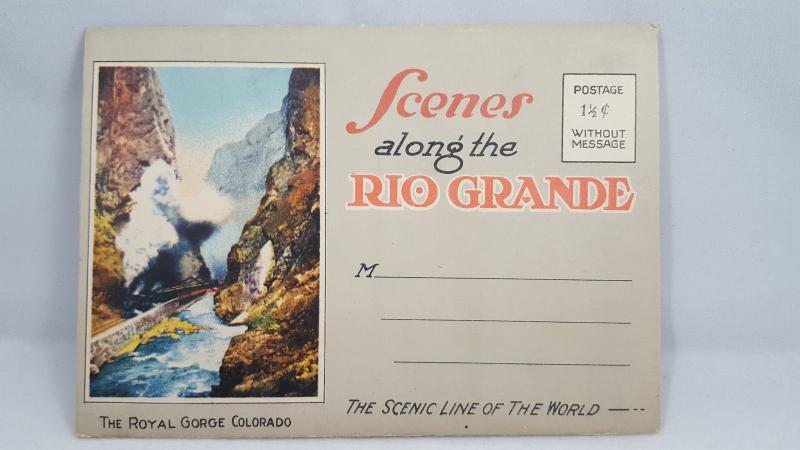 Scenes
along the
RIO GRANDE
POSTAGE
1½ ¢
WITHOUT
MESSAGE
M
THE SCENIC LINE OF THE WORLD
THE ROYAL GORGE COLORADO